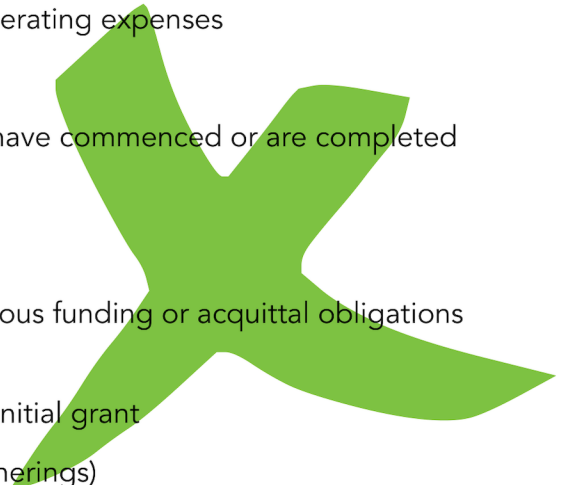 erating expenses
have commenced or are completed
ous funding or acquittal obligations
nitial grant
herings)